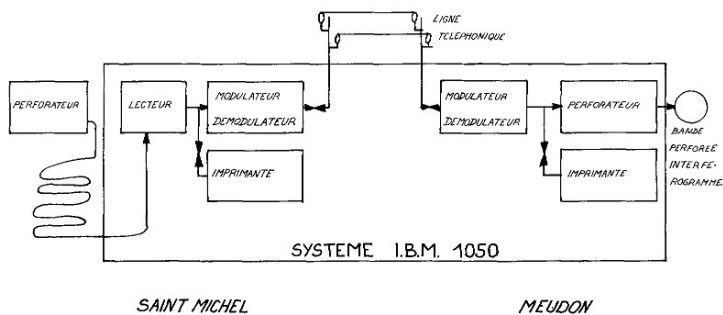 LIGNE
TELEPHONIQUE
PERFORATEUR
LECTEUR
MODULATEUR
DEMODULATEUR
IMPRIMANTE
MODULATEUR
DEMODULATEUR
PERFORATEUR
IMPRIMANTE
BANDE
PERFOREE
INTERFE-
ROGRAMME.
SYSTEME I.B.M. 1050
SAINT MICHEL
MEUDON